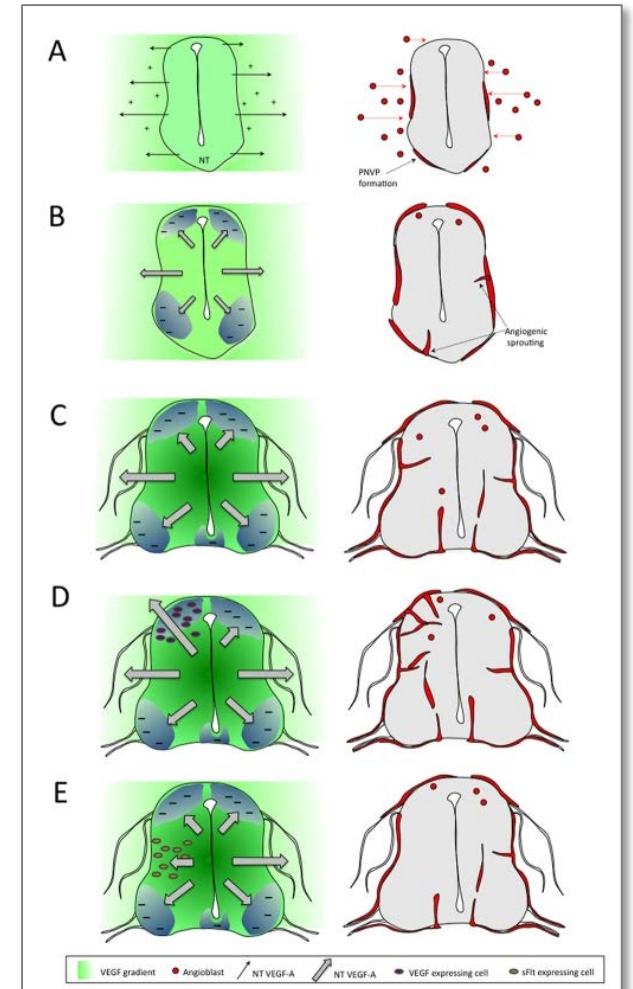 A
NT
PNVP
formation
B
Angiogenic
sprouting
C
D
E
VEGF gradient
Angioblast
NT VEGF-A
NT VEGF-A
VEGF expressing cell
sFlt expressing cell